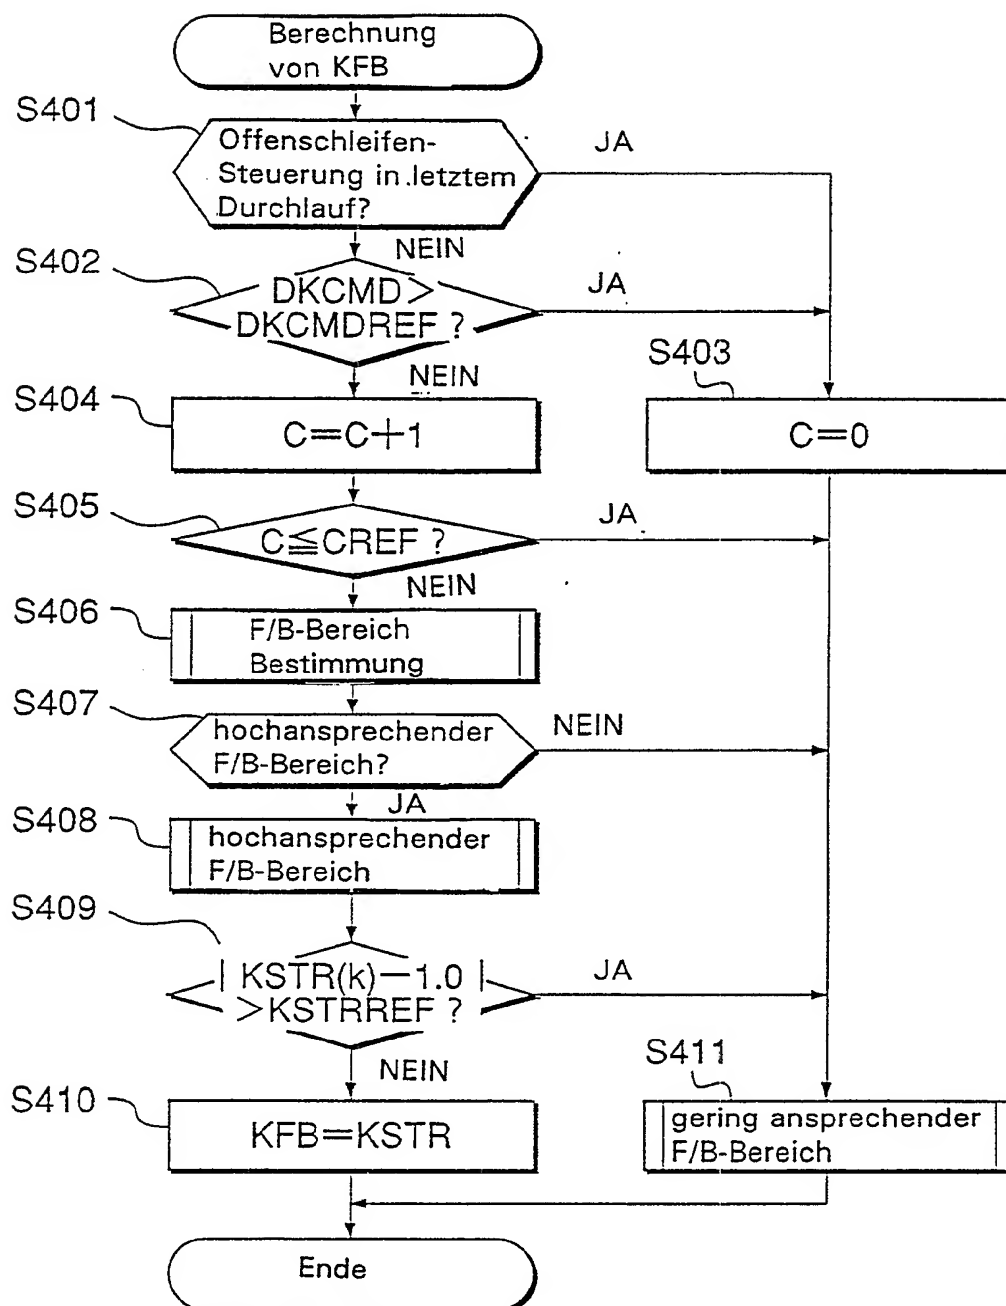 Berechnung
von KFB
S401
Offenschleifen-
Steuerung in letztem
Durchlauf?
JA
NEIN
S402
DKCMD>
DKCMDREF ?
JA
NEIN
S403
C=0
S404
C=C+1
S405
C≦CREF ?
JA
NEIN
S406
F/B-Bereich
Bestimmung
S407
hochansprechender
F/B-Bereich?
NEIN
JA
S408
hochansprechender
F/B-Bereich
S409
| KSTR(k)−1.0 |
>KSTRREF ?
JA
NEIN
S410
KFB=KSTR
S411
gering ansprechender
F/B-Bereich
Ende